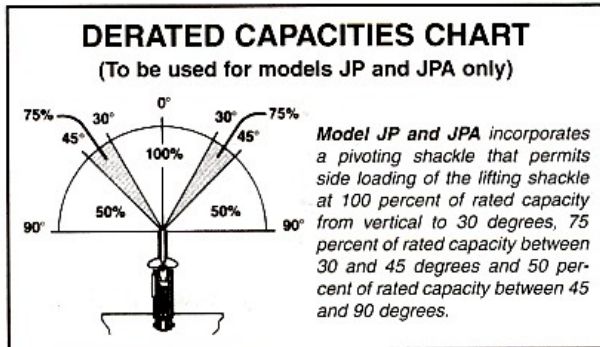 DERATED CAPACITIES CHART
(To be used for models JP and JPA only)
0°
75% 30° 30° 75%
45° 45°
100%
50% 50%
90° 90°
Model JP and JPA incorporates
a pivoting shackle that permits
side loading of the lifting shackle
at 100 percent of rated capacity
from vertical to 30 degrees, 75
percent of rated capacity between
30 and 45 degrees and 50 per-
cent of rated capacity between 45
and 90 degrees.